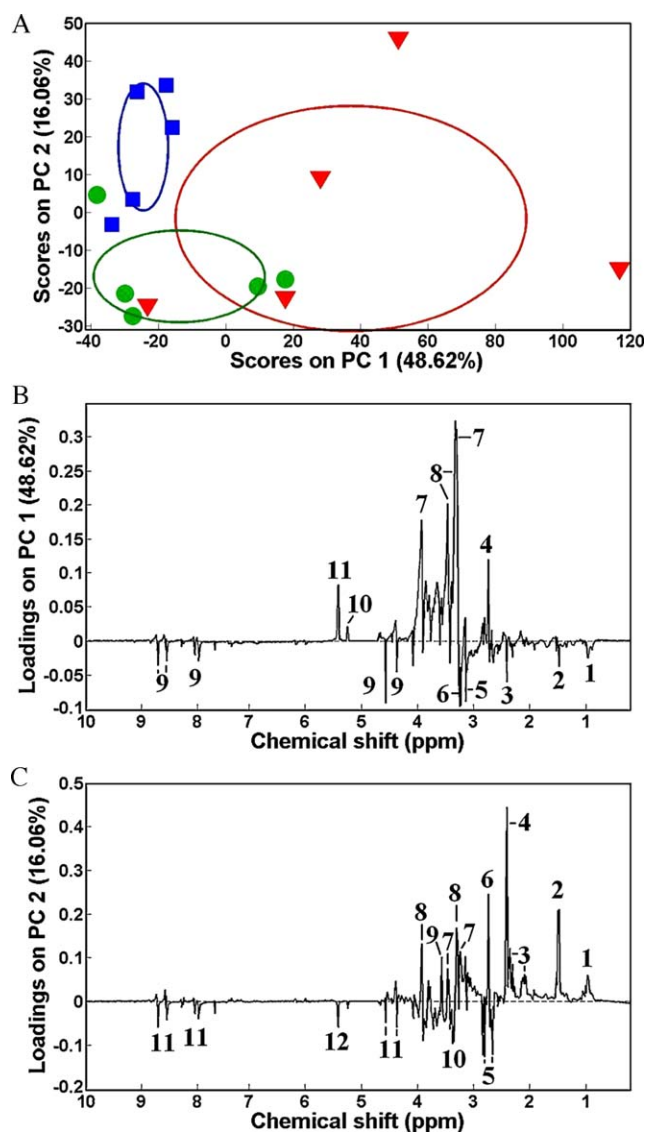 A
Scores on PC 2 (16.06%)
50
40
30
20
10
0
-10
-20
-30
-40 -20 0 20 40 60 80 100 120
Scores on PC 1 (48.62%)
B
Loadings on PC 1 (48.62%)
0.3
0.25
0.2
0.15
0.1
0.05
0
-0.05
-0.1
7
8
7
4
11
10
9 9 9 9 6 5 3 2 1
10 9 8 7 6 5 4 3 2 1
Chemical shift (ppm)
C
Loadings on PC 2 (16.06%)
0.5
0.4
0.3
0.2
0.1
0
-0.1
-0.2
4
6
2
8 8
9 7 7 3 1
11 11 12 11 10 5
10 9 8 7 6 5 4 3 2 1
Chemical shift (ppm)